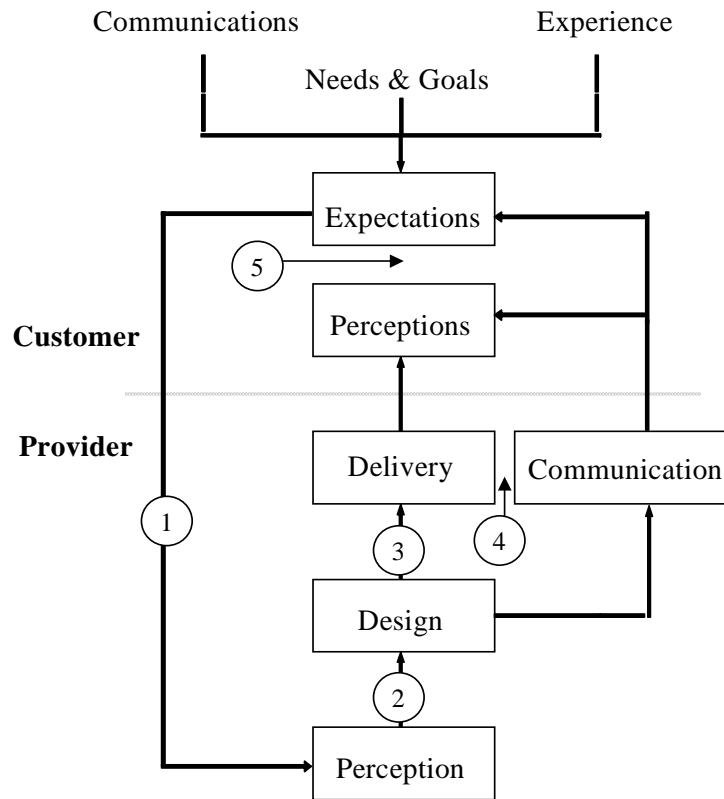 Communications
Experience
Needs & Goals
Expectations
5
Perceptions
Customer
Provider
Delivery
Communication
1
3
4
Design
2
Perception